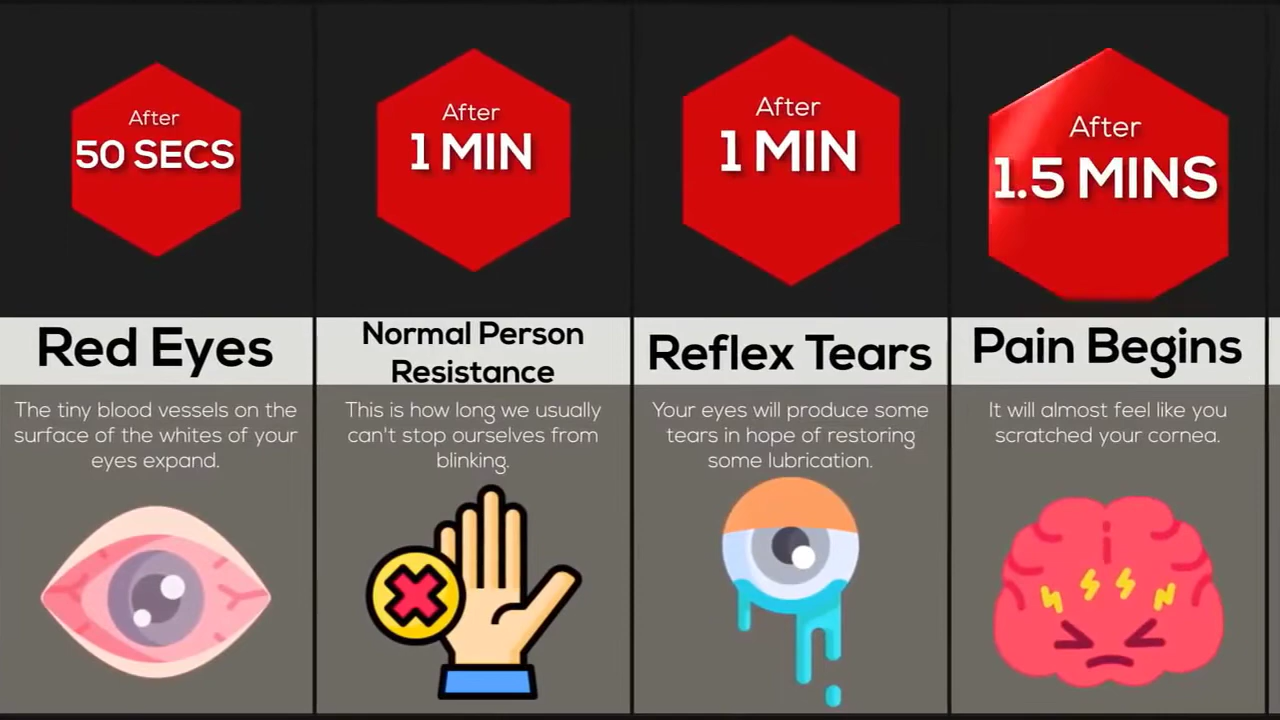 After
50 SECS
Red Eyes
The tiny blood vessels on the
surface of the whites of your
eyes expand.
After
1 MIN
Normal Person
Resistance
This is how long we usually
can't stop ourselves from
blinking.
After
1 MIN
Reflex Tears
Your eyes will produce some
tears in hope of restoring
some lubrication.
After
1.5 MINS
Pain Begins
It will almost feel like you
scratched your cornea.